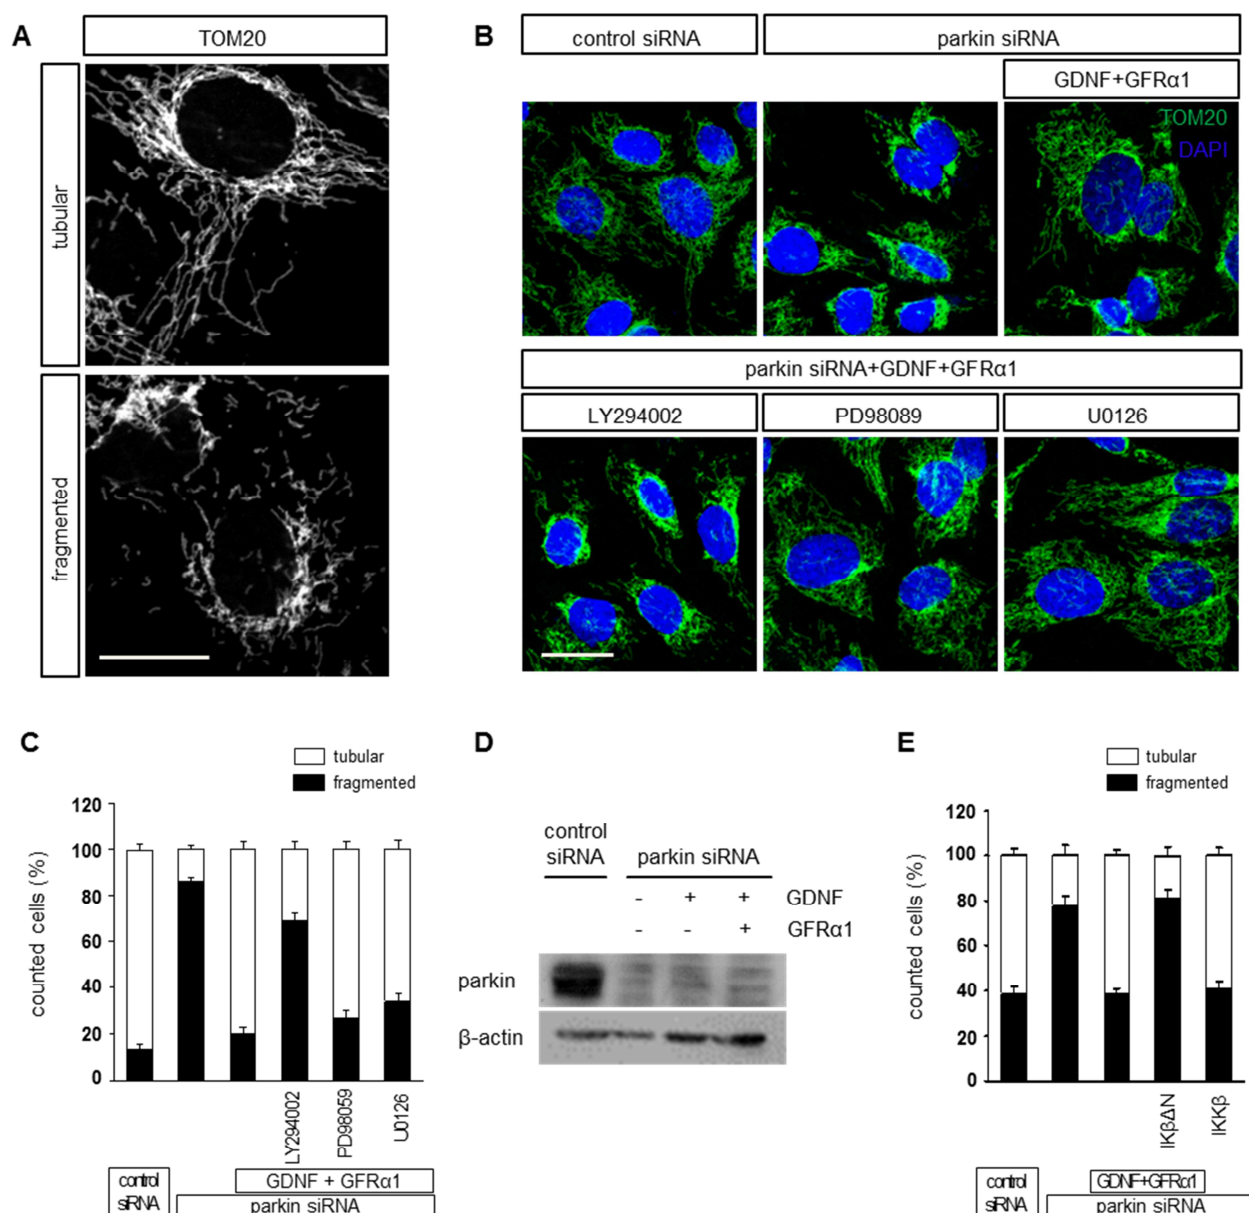 A
TOM20
tubular
fragmented
B
control siRNA
parkin siRNA
GDNF+GFRα1
TOM20
DAPI
parkin siRNA+GDNF+GFRα1
LY294002
PD98089
U0126
C
tubular
fragmented
counted cells (%)
120
100
80
60
40
20
0
LY294002
PD98059
U0126
control
siRNA
GDNF + GFRα1
parkin siRNA
D
control
siRNA
parkin siRNA
- + + GDNF
- - + GFRα1
parkin
β-actin
E
tubular
fragmented
counted cells (%)
120
100
80
60
40
20
0
IKβΔN
IKKβ
control
siRNA
GDNF+GFRα1
parkin siRNA